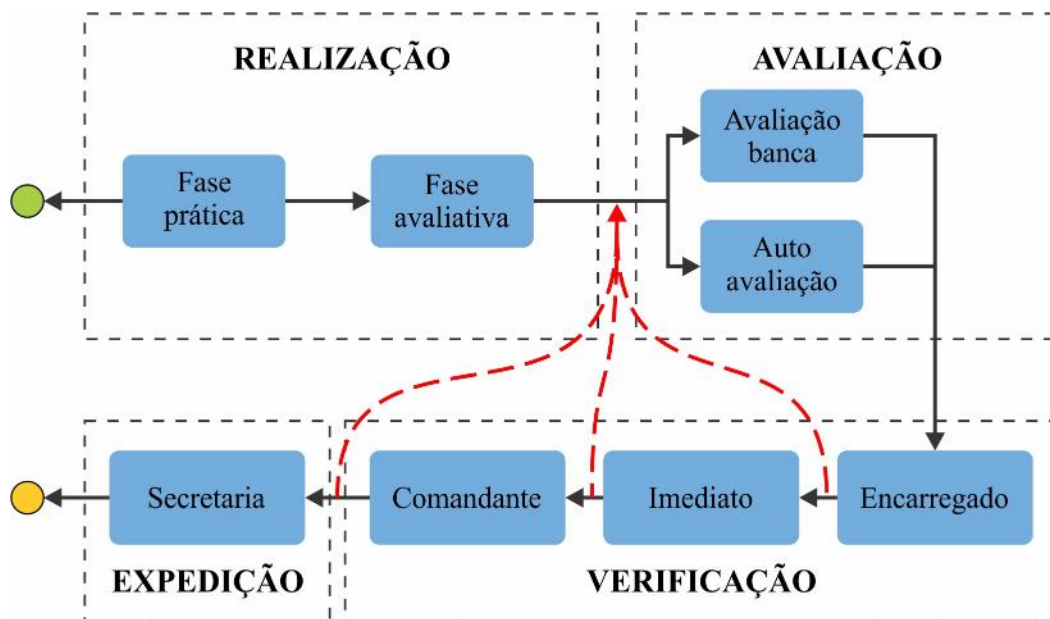 REALIZAÇÃO
Fase
prática
Fase
avaliativa
AVALIAÇÃO
Avaliação
banca
Auto
avaliação
Secretaria
Comandante
Imediato
Encarregado
EXPEDIÇÃO
VERIFICAÇÃO